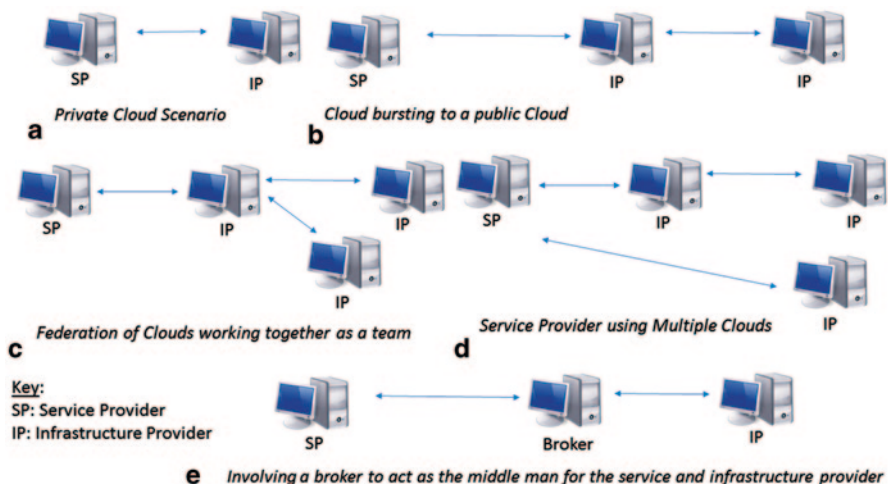 SP
IP
SP
IP
IP
a Private Cloud Scenario
b Cloud bursting to a public Cloud
SP
IP
IP
IP
c Federation of Clouds working together as a team
SP
IP
IP
IP
d Service Provider using Multiple Clouds
Key:
SP: Service Provider
IP: Infrastructure Provider
SP
Broker
IP
e Involving a broker to act as the middle man for the service and infrastructure provider